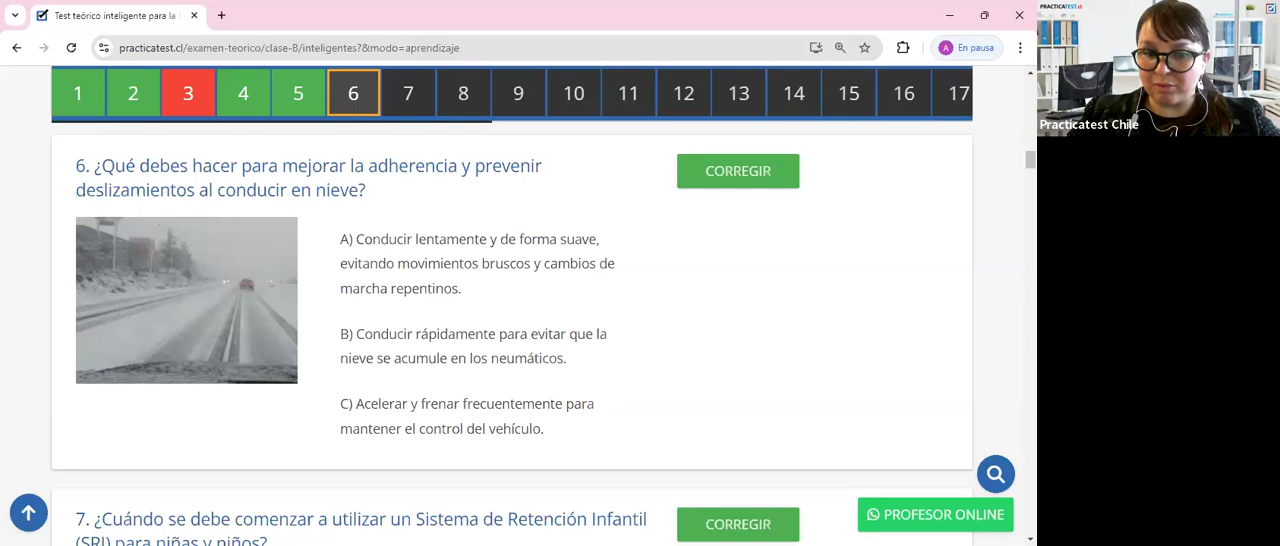 Test teórico inteligente para la
practicatest.cl/examen-teorico/clase-B/inteligentes?&modo=aprendizaje
A
En pausa
PRACTICATEST.cl
Practicatest Chile
1 2 3 4 5 6 7 8 9 10 11 12 13 14 15 16 17
6. ¿Qué debes hacer para mejorar la adherencia y prevenir
deslizamientos al conducir en nieve?
CORREGIR
A) Conducir lentamente y de forma suave,
evitando movimientos bruscos y cambios de
marcha repentinos.
B) Conducir rápidamente para evitar que la
nieve se acumule en los neumáticos.
C) Acelerar y frenar frecuentemente para
mantener el control del vehículo.
7. ¿Cuándo se debe comenzar a utilizar un Sistema de Retención Infantil
(SRI) para niñas y niños?
CORREGIR
PROFESOR ONLINE